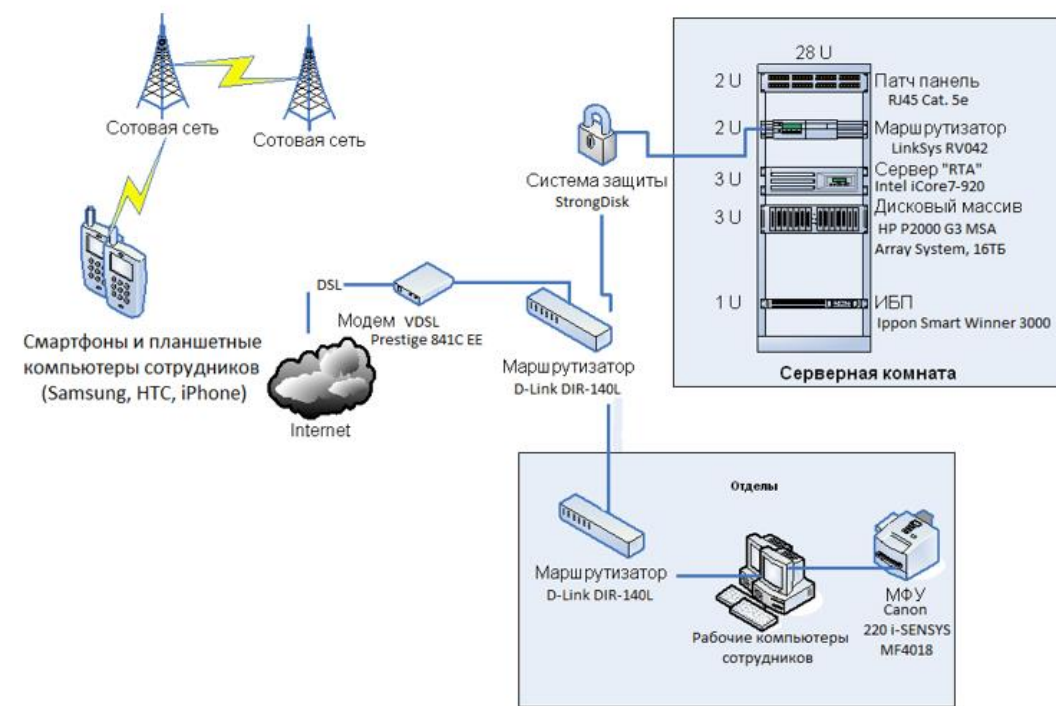 Сотовая сеть
Сотовая сеть
Смартфоны и планшетные
компьютеры сотрудников
(Samsung, HTC, iPhone)
DSL
Internet
Модем VDSL
Prestige 841C EE
Система защиты
StrongDisk
Маршрутизатор
D-Link DIR-140L
28 U
2 U
Патч панель
RJ45 Cat. 5e
2 U
Маршрутизатор
LinkSys RV042
3 U
Сервер "RTA"
Intel iCore7-920
3 U
Дисковый массив
HP P2000 G3 MSA
Array System, 16ТБ
1 U
ИБП
Ippon Smart Winner 3000
Серверная комната
Отделы
Маршрутизатор
D-Link DIR-140L
Рабочие компьютеры
сотрудников
МФУ
Canon
220 i-SENSYS
MF4018